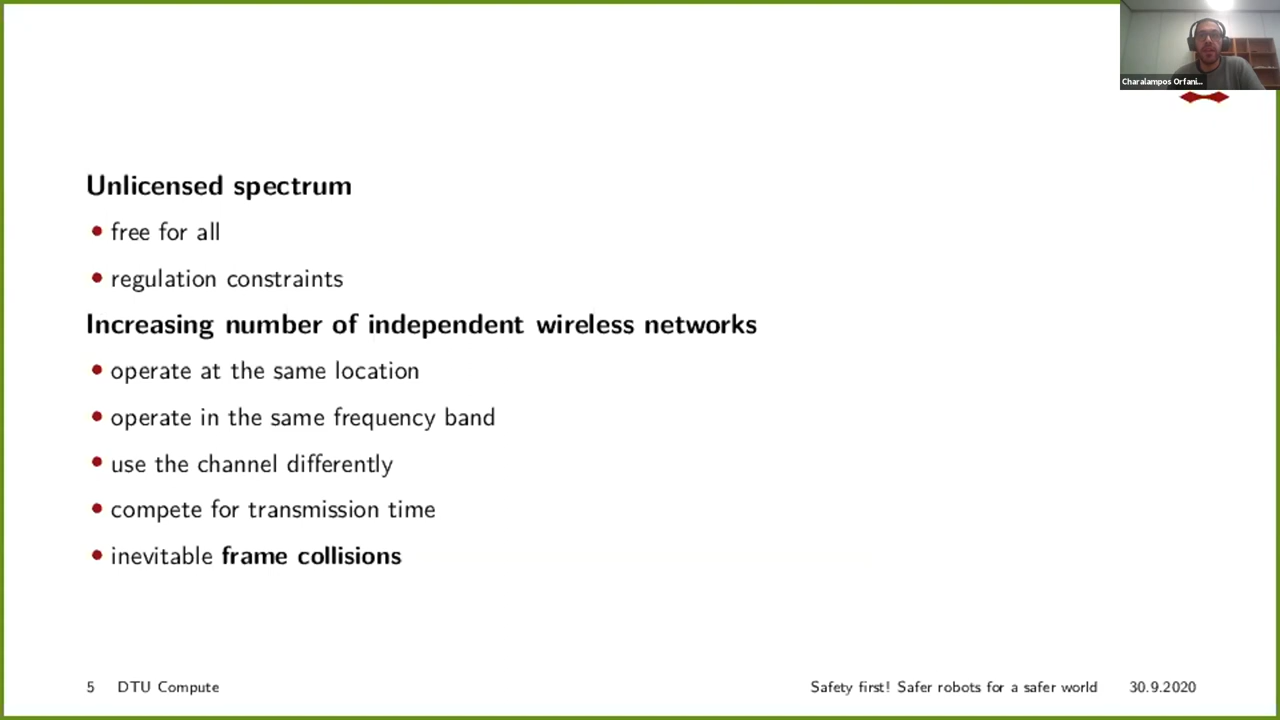 Charalampos Orfani...
Unlicensed spectrum
• free for all
• regulation constraints
Increasing number of independent wireless networks
• operate at the same location
• operate in the same frequency band
• use the channel differently
• compete for transmission time
• inevitable frame collisions
5 DTU Compute Safety first! Safer robots for a safer world 30.9.2020